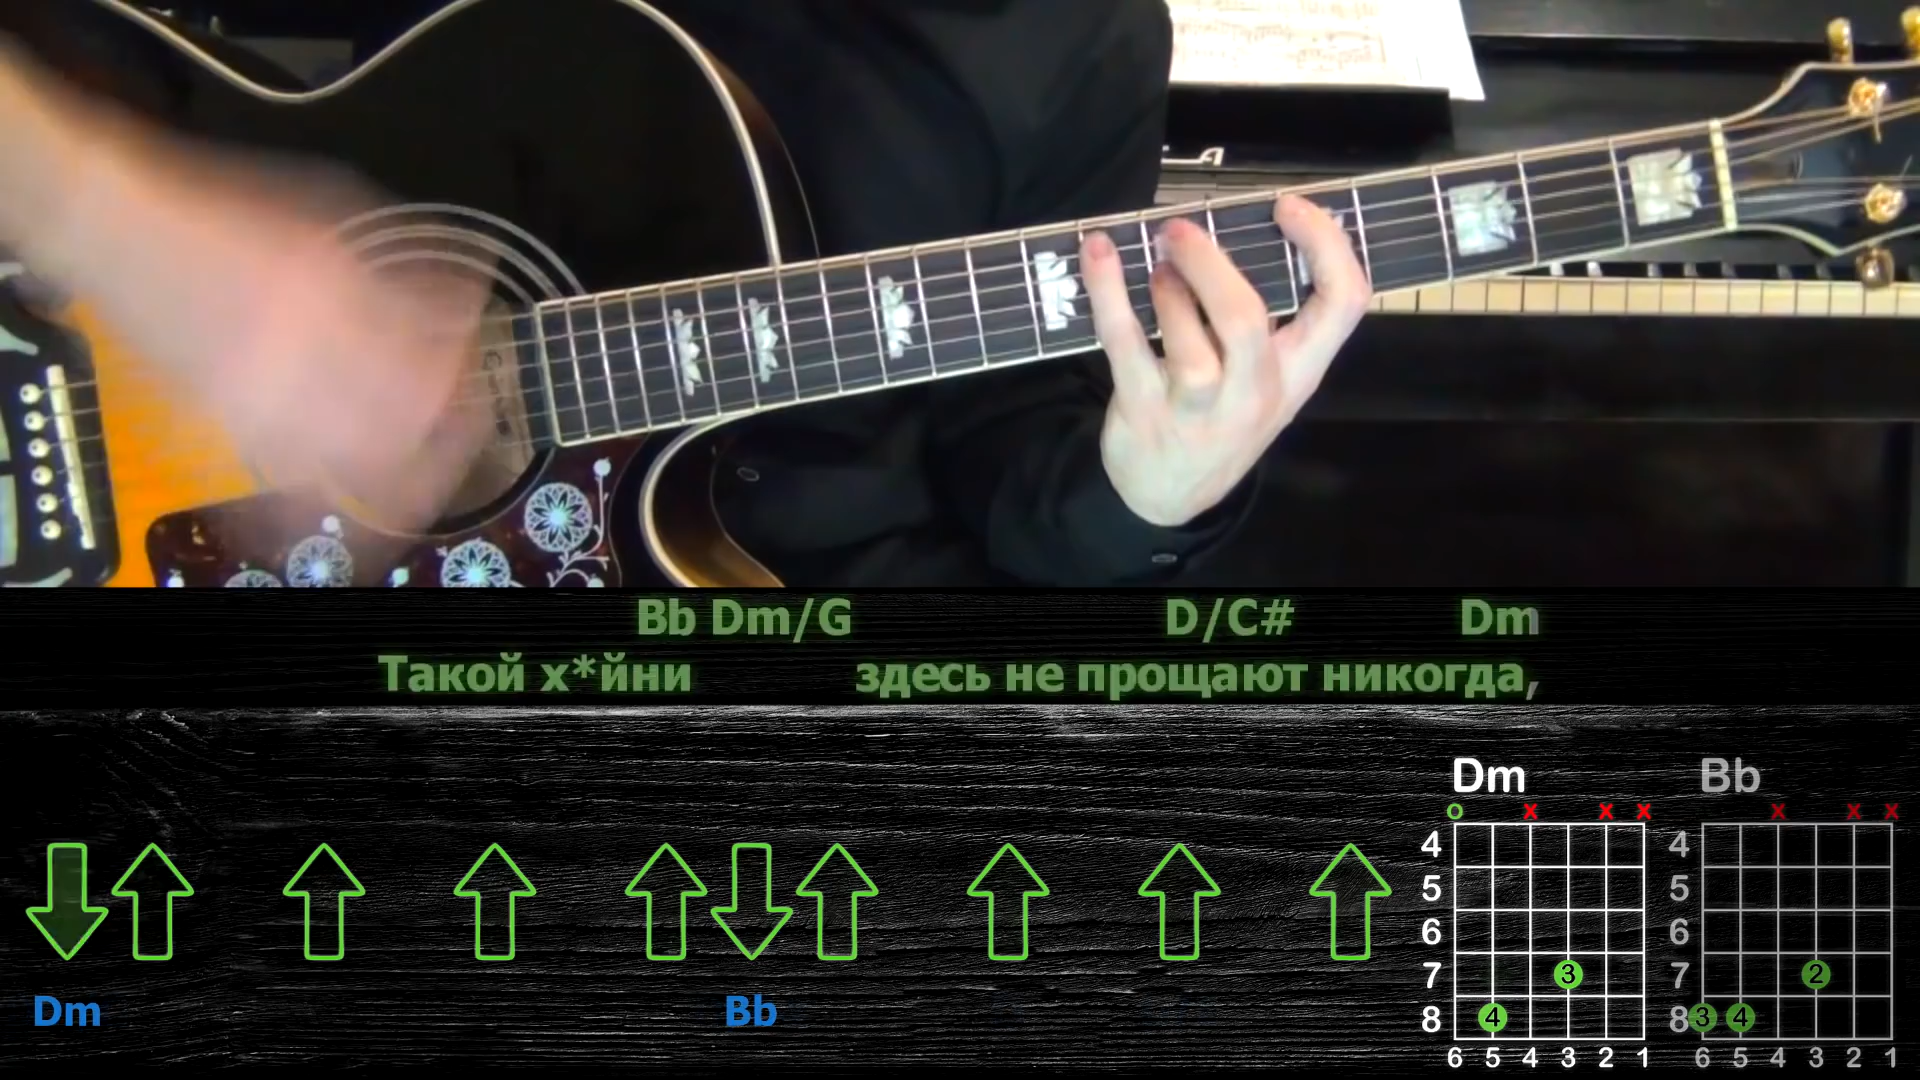 Bb Dm/G D/C# Dm
Такой х*йни здесь не прощают никогда,
Dm Bb
o x x x x x x
4 4
5 5
6 6
7 3 7 2
8 4 8 3 4
6 5 4 3 2 1 6 5 4 3 2 1
Dm Bb